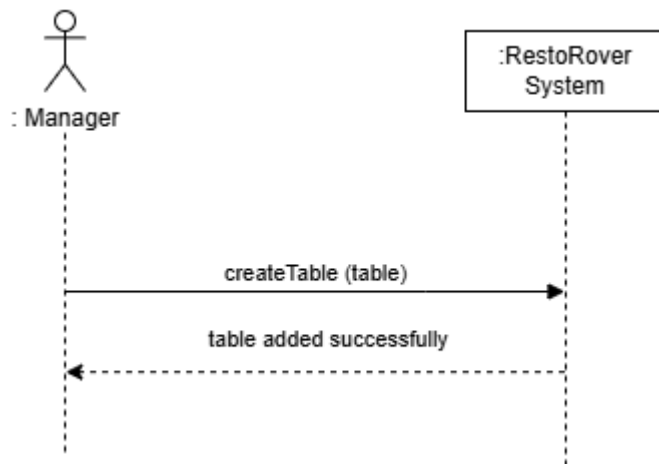 :RestoRover
System
: Manager
createTable (table)
table added successfully